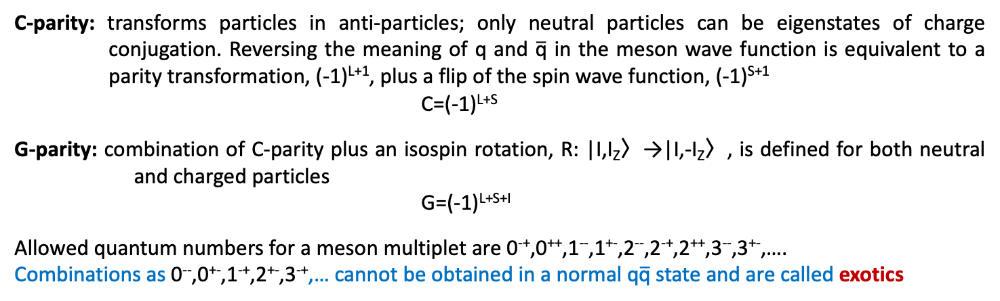 C-parity: transforms particles in anti-particles; only neutral particles can be eigenstates of charge
conjugation. Reversing the meaning of q and q̄ in the meson wave function is equivalent to a
parity transformation, (-1)ᴸ⁺¹, plus a flip of the spin wave function, (-1)ˢ⁺¹
C=(-1)ᴸ⁺ˢ
G-parity: combination of C-parity plus an isospin rotation, R: |I,I_Z⟩ →|I,-I_Z⟩ , is defined for both neutral
and charged particles
G=(-1)ᴸ⁺ˢ⁺ᴵ
Allowed quantum numbers for a meson multiplet are 0⁻⁺,0⁺⁺,1⁻⁻,1⁺⁻,2⁻⁻,2⁻⁺,2⁺⁺,3⁻⁻,3⁺⁻,....
Combinations as 0⁻⁻,0⁺⁻,1⁻⁺,2⁺⁻,3⁻⁺,... cannot be obtained in a normal qq̄ state and are called exotics